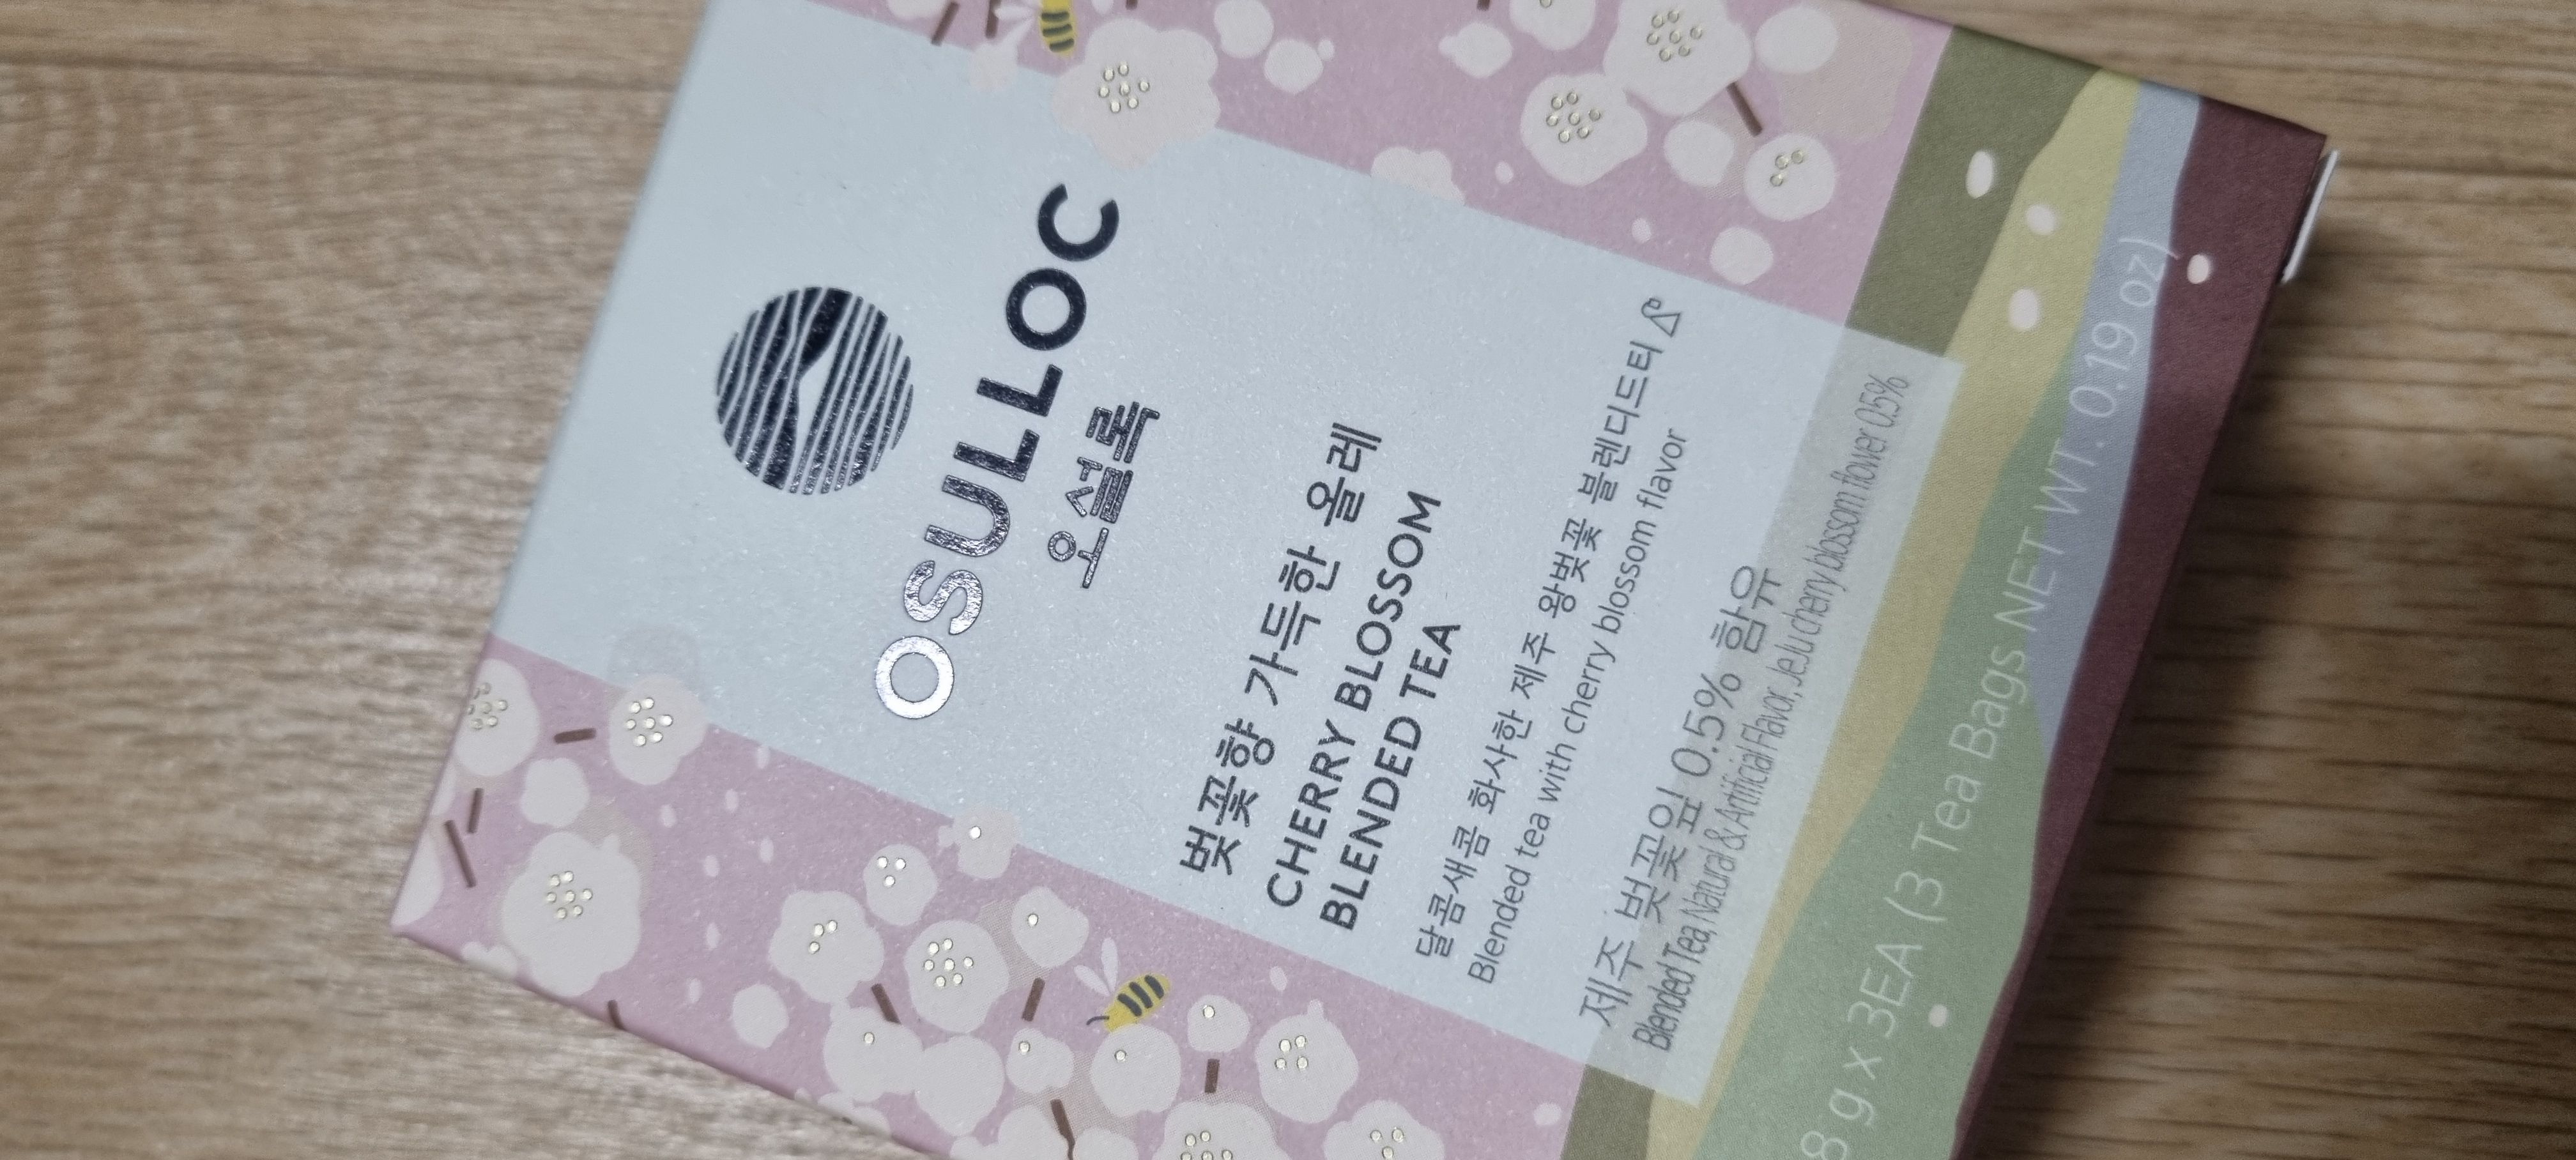 OSULLOC
오설록
벚꽃향 가득한 올레
CHERRY BLOSSOM
BLENDED TEA
달콤새콤 화사한 제주 왕벚꽃 블렌디드티
Blended tea with cherry blossom flavor
제주 벚꽃잎 0.5% 함유
Blended Tea, Natural & Artificial Flavor, JeJu cherry blossom flower 0.5%
8 g x 3EA (3 Tea Bags NET WT. 0.19 oz)